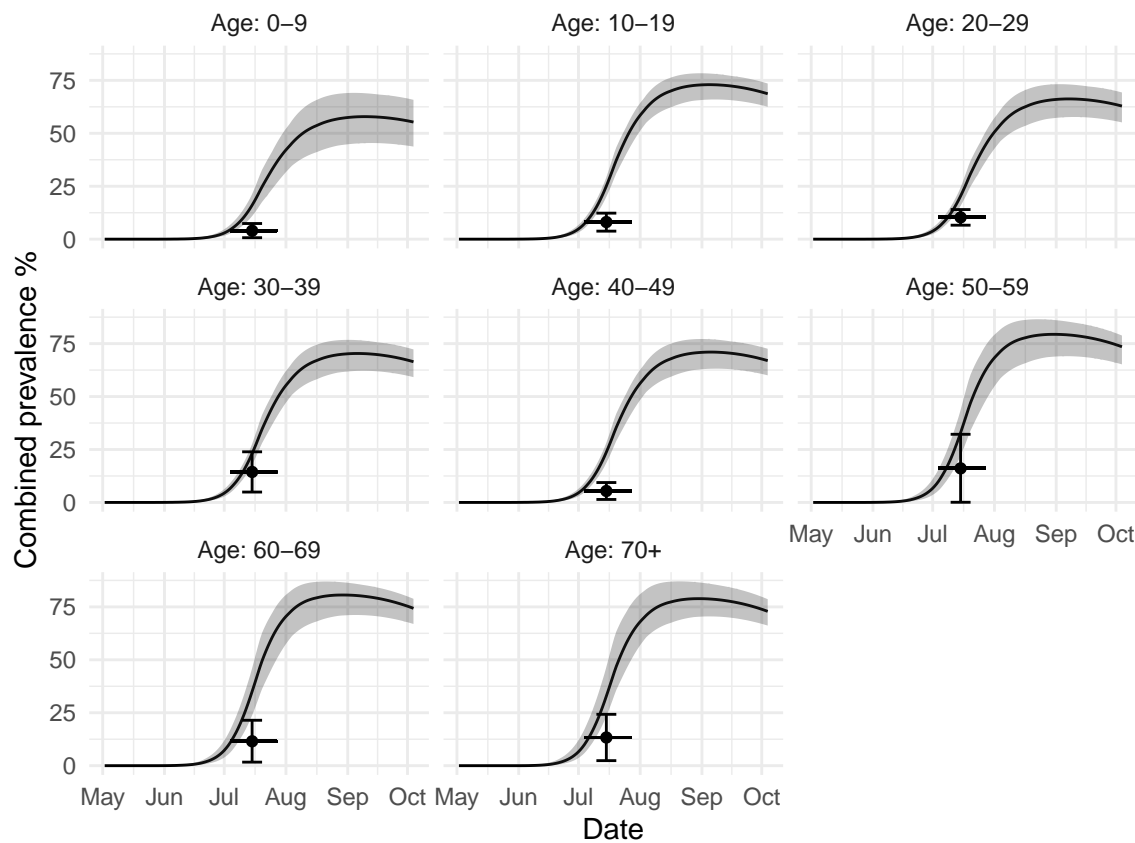 Age: 0−9 Age: 10−19 Age: 20−29
75
50
25
0
Age: 30−39 Age: 40−49 Age: 50−59
75
50
25
0
May Jun Jul Aug Sep Oct
Age: 60−69 Age: 70+
75
50
25
0
May Jun Jul Aug Sep Oct May Jun Jul Aug Sep Oct
Date
Combined prevalence %